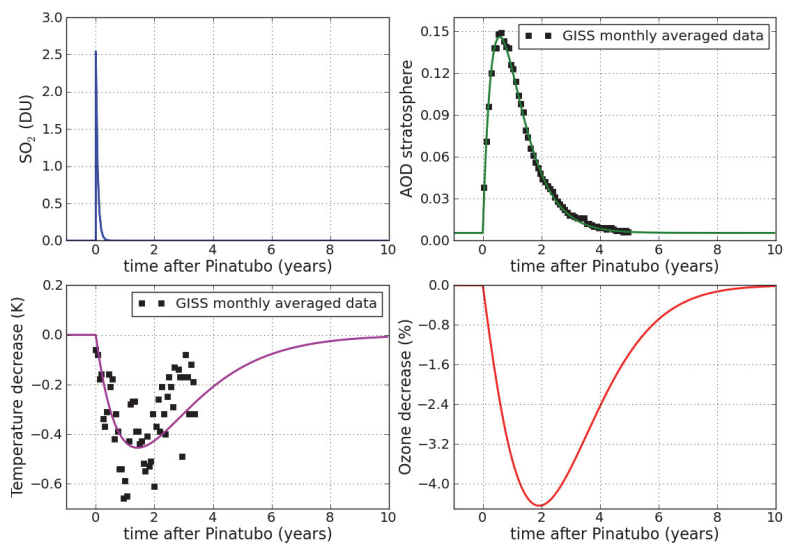 3.0
2.5
2.0
1.5
1.0
0.5
0.0
SO2 (DU)
0 2 4 6 8 10
time after Pinatubo (years)
0.15
0.12
0.09
0.06
0.03
0.00
AOD stratosphere
GISS monthly averaged data
0 2 4 6 8 10
time after Pinatubo (years)
0.2
0.0
−0.2
−0.4
−0.6
Temperature decrease (K)
GISS monthly averaged data
0 2 4 6 8 10
time after Pinatubo (years)
0.0
−0.8
−1.6
−2.4
−3.2
−4.0
Ozone decrease (%)
0 2 4 6 8 10
time after Pinatubo (years)